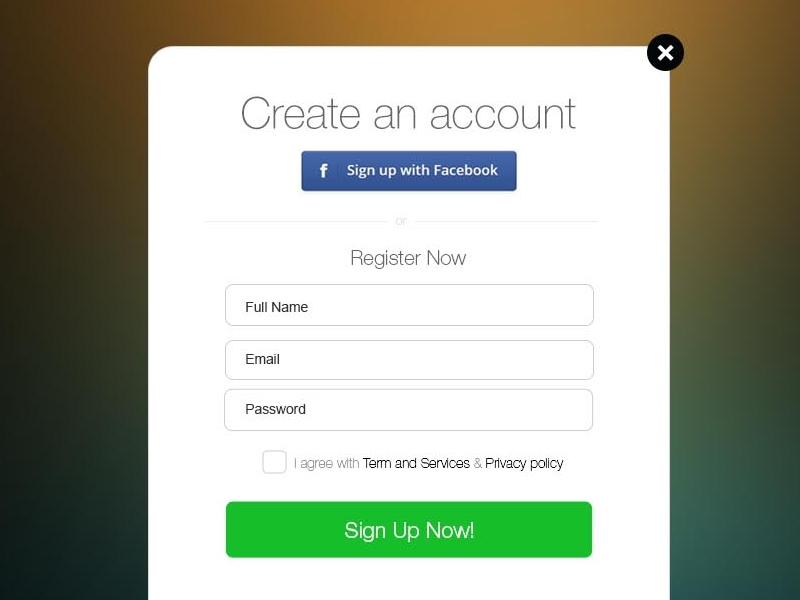 Create an account
f Sign up with Facebook
or
Register Now
Full Name
Email
Password
I agree with Term and Services & Privacy policy
Sign Up Now!